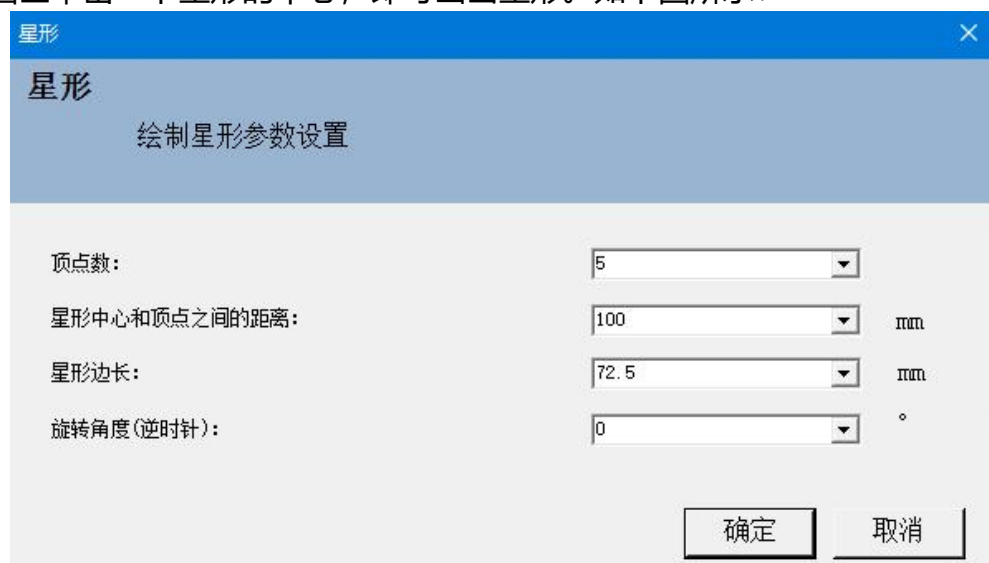 星形
星形
绘制星形参数设置
顶点数: 5
星形中心和顶点之间的距离: 100 mm
星形边长: 72.5 mm
旋转角度(逆时针): 0 °
确定 取消